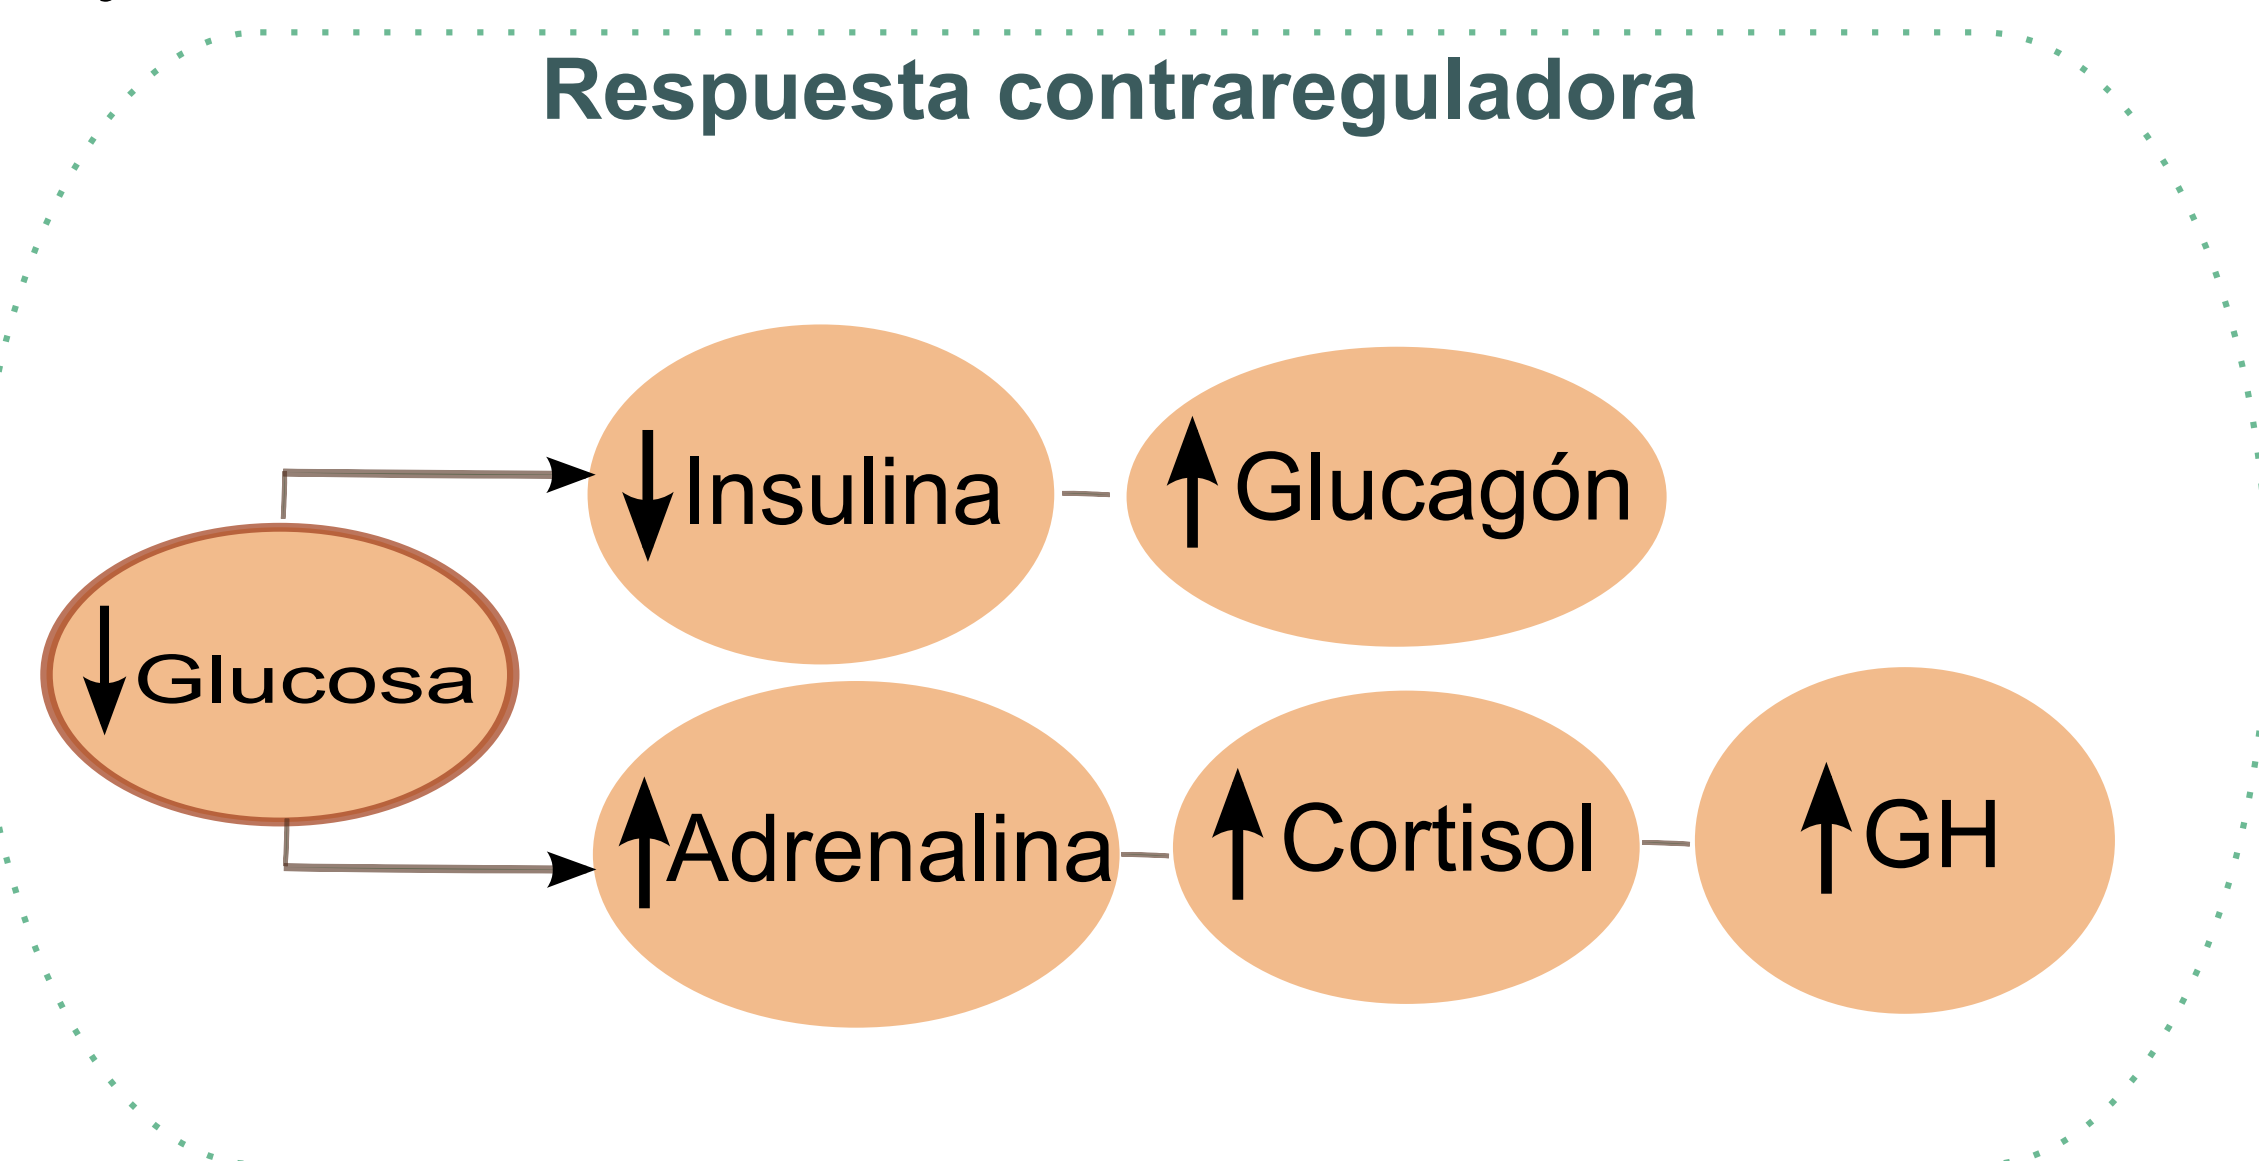 Respuesta contrareguladora
Insulina
Glucagón
Glucosa
Adrenalina
Cortisol
GH